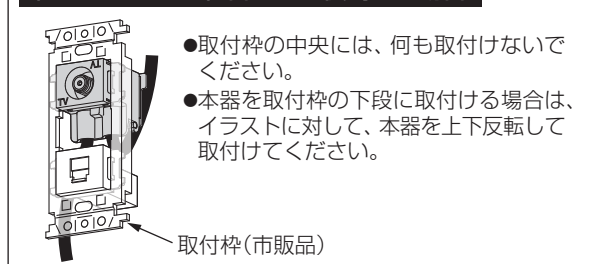 ●取付枠の中央には、何も取付けないで
ください。
●本器を取付枠の下段に取付ける場合は、
イラストに対して、本器を上下反転して
取付けてください。
TV
TV
取付枠(市販品)